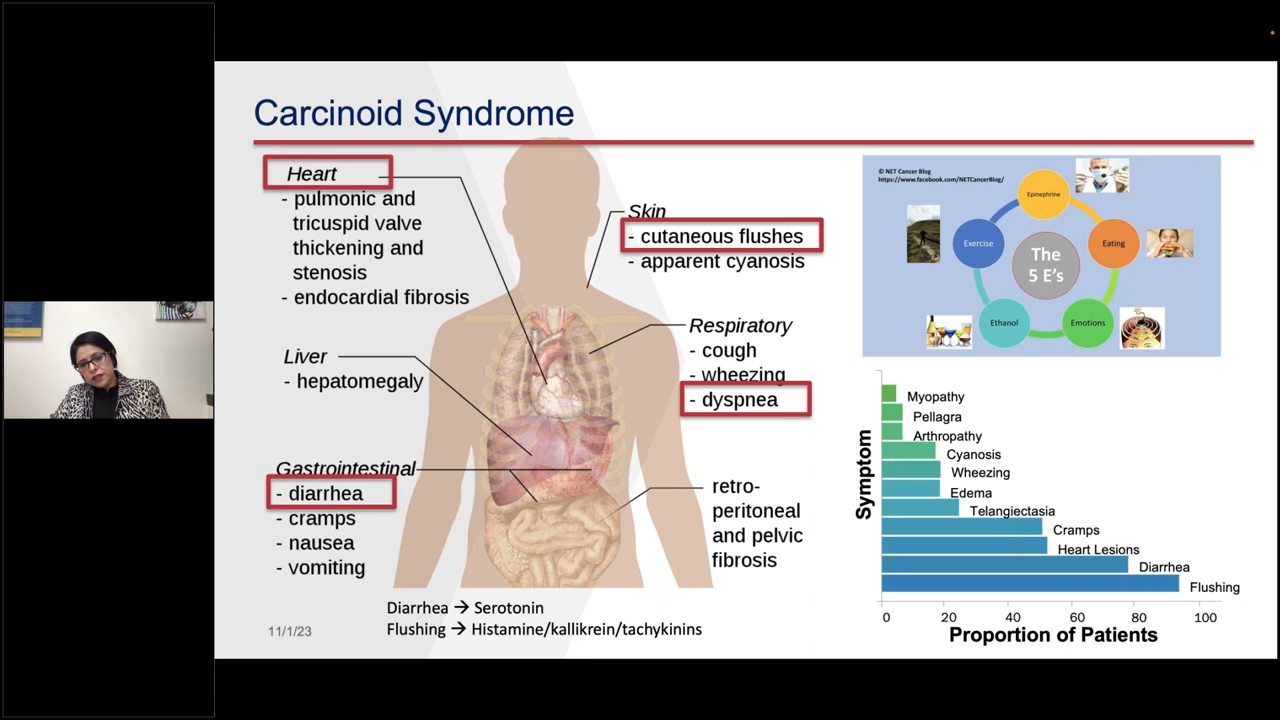 Carcinoid Syndrome
Heart
- pulmonic and
tricuspid valve
thickening and
stenosis
- endocardial fibrosis
Liver
- hepatomegaly
Gastrointestinal
- diarrhea
- cramps
- nausea
- vomiting
Skin
- cutaneous flushes
- apparent cyanosis
Respiratory
- cough
- wheezing
- dyspnea
retro-
peritoneal
and pelvic
fibrosis
Diarrhea → Serotonin
Flushing → Histamine/kallikrein/tachykinins
11/1/23
© NET Cancer Blog
https://www.facebook.com/NETCancerBlog/
Epinephrine
Exercise
Eating
The
5 E's
Ethanol
Emotions
Symptom
Myopathy
Pellagra
Arthropathy
Cyanosis
Wheezing
Edema
Telangiectasia
Cramps
Heart Lesions
Diarrhea
Flushing
0 20 40 60 80 100
Proportion of Patients